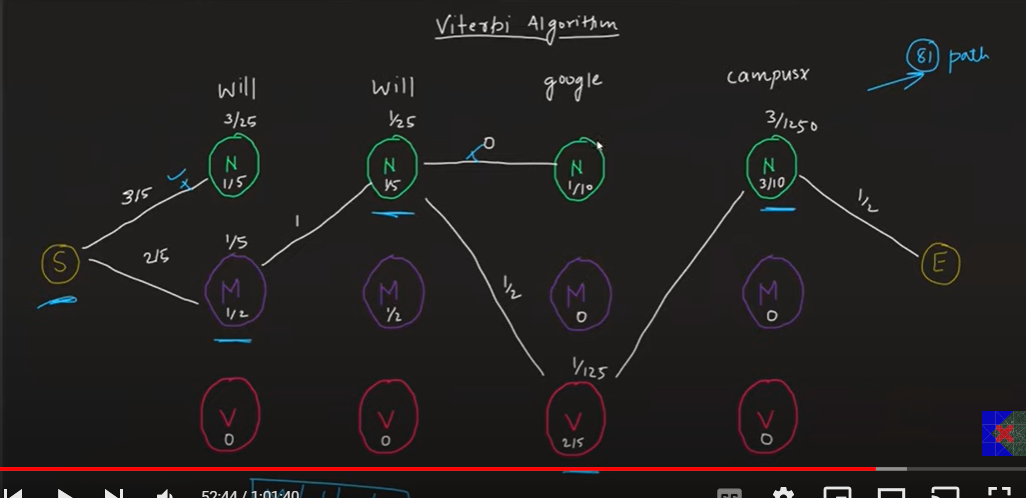 Viterbi Algorithm
81 path
will will google campusx
3/25 1/25 3/1250
N N N N
1/5 1/5 1/10 3/10
0
3/5
1
1/2
S
2/5
1/5
E
M M M M
1/2 1/2 0 0
1/2
1/125
V V V V
0 0 2/5 0
52:44 / 1:01:40
CC